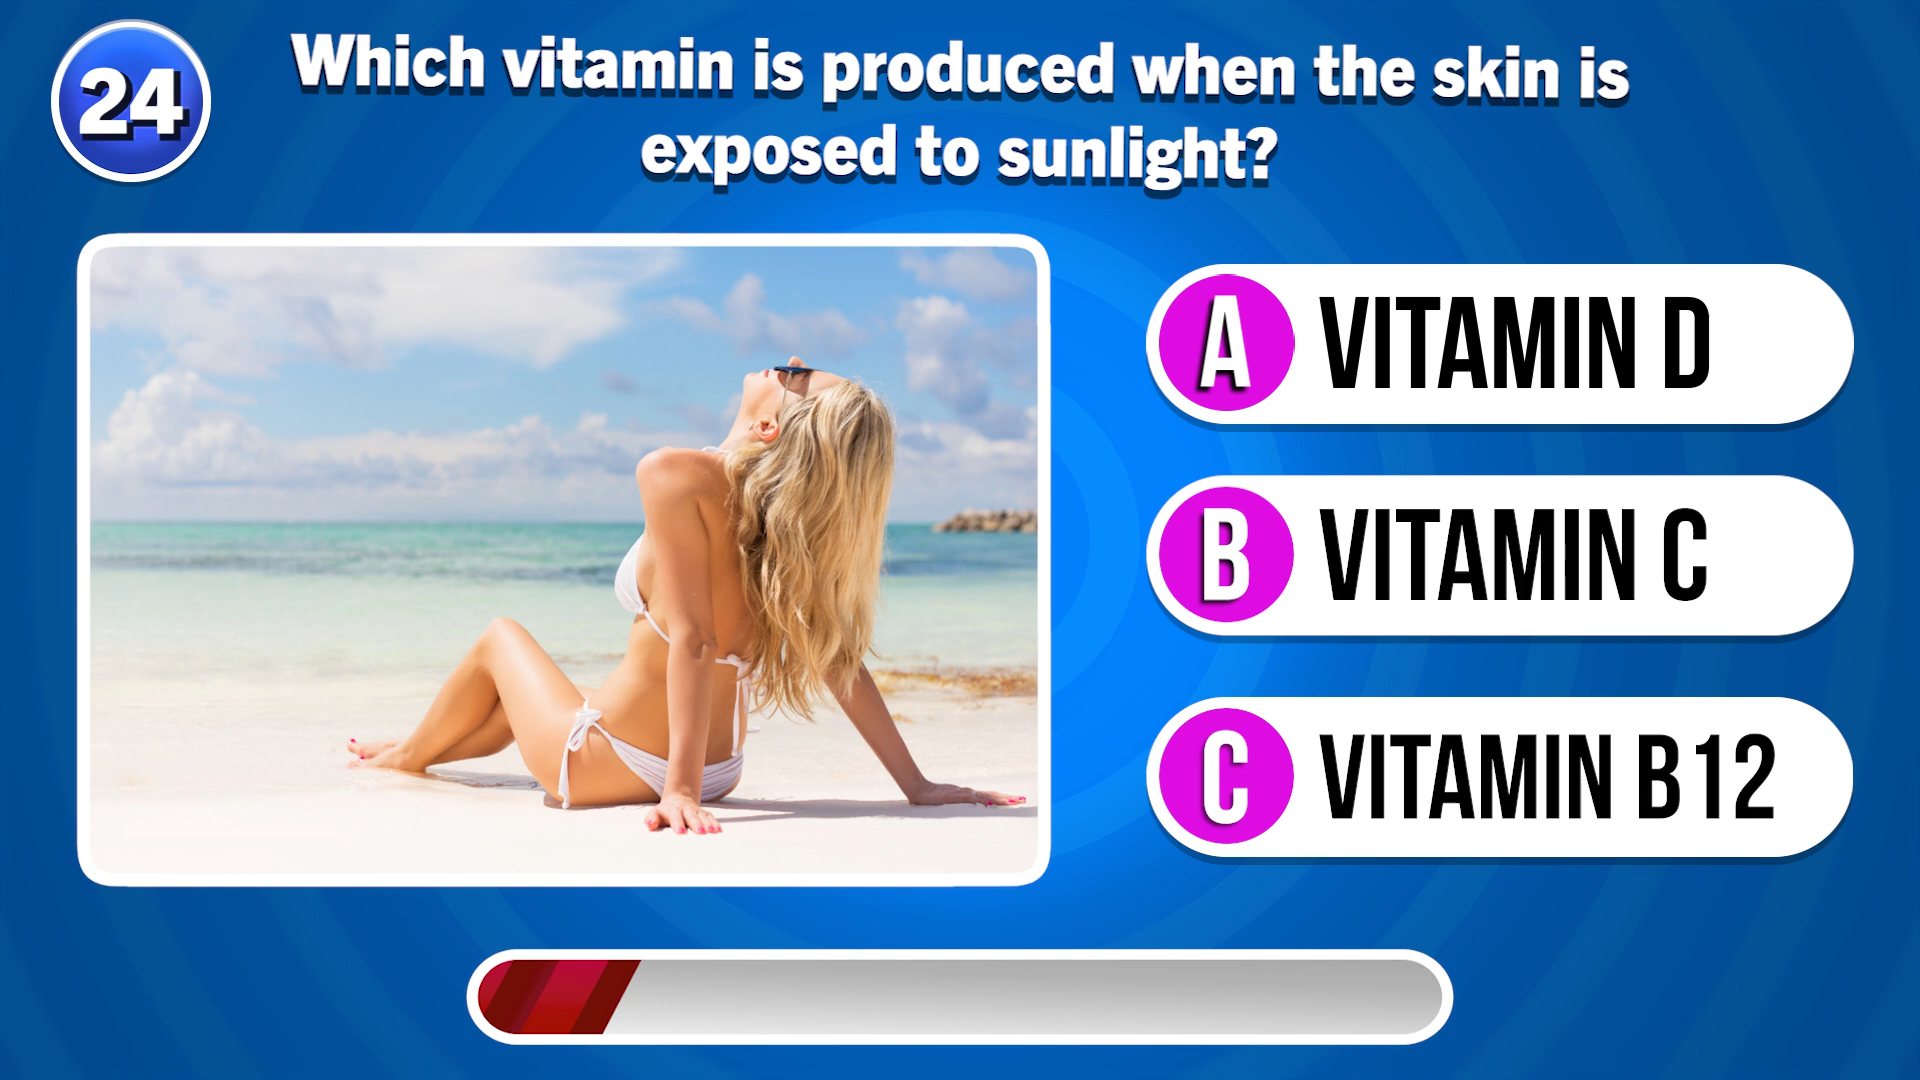 24
Which vitamin is produced when the skin is
exposed to sunlight?
A VITAMIN D
B VITAMIN C
C VITAMIN B12